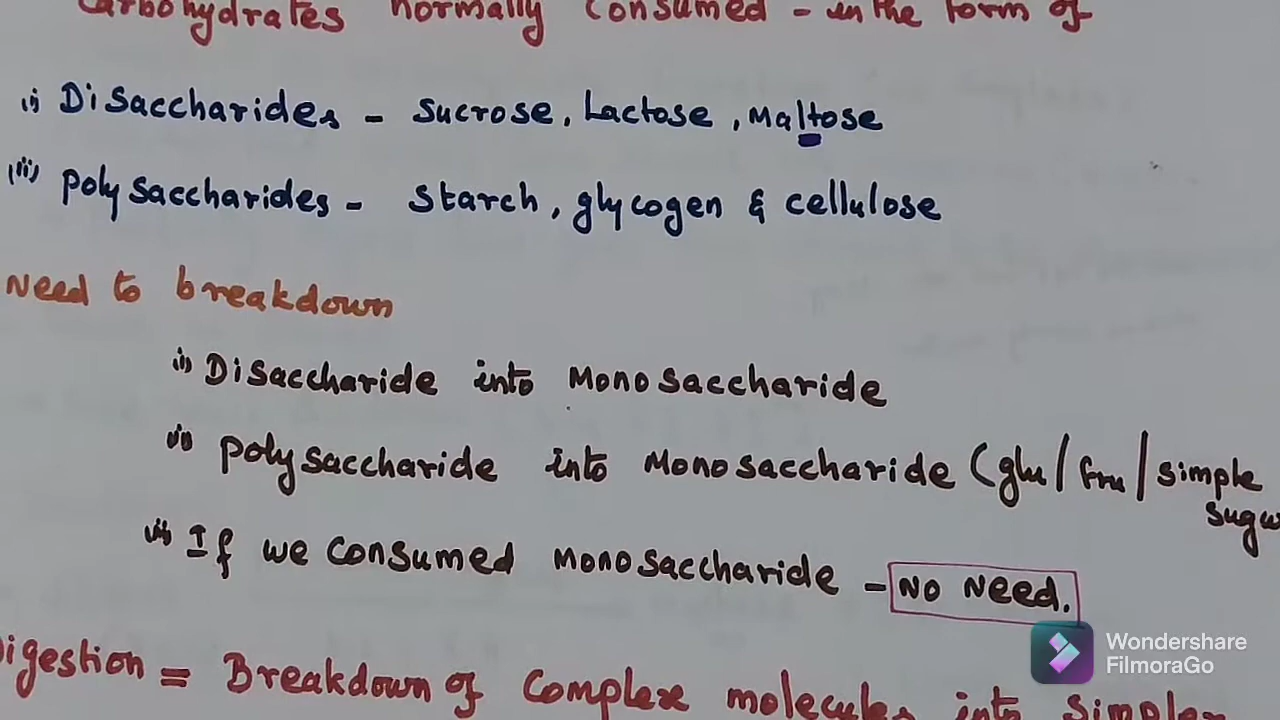 Carbohydrates normally consumed - in the form of
i) Disaccharides - Sucrose, Lactose, Maltose
ii) Polysaccharides - Starch, glycogen & cellulose
Need to breakdown
i) Disaccharide into Monosaccharide
ii) Polysaccharide into Monosaccharide (glu/fru/simple
sugar
iii) If we consumed monosaccharide - No Need.
Digestion = Breakdown of complex molecules into simpler
Wondershare
FilmoraGo